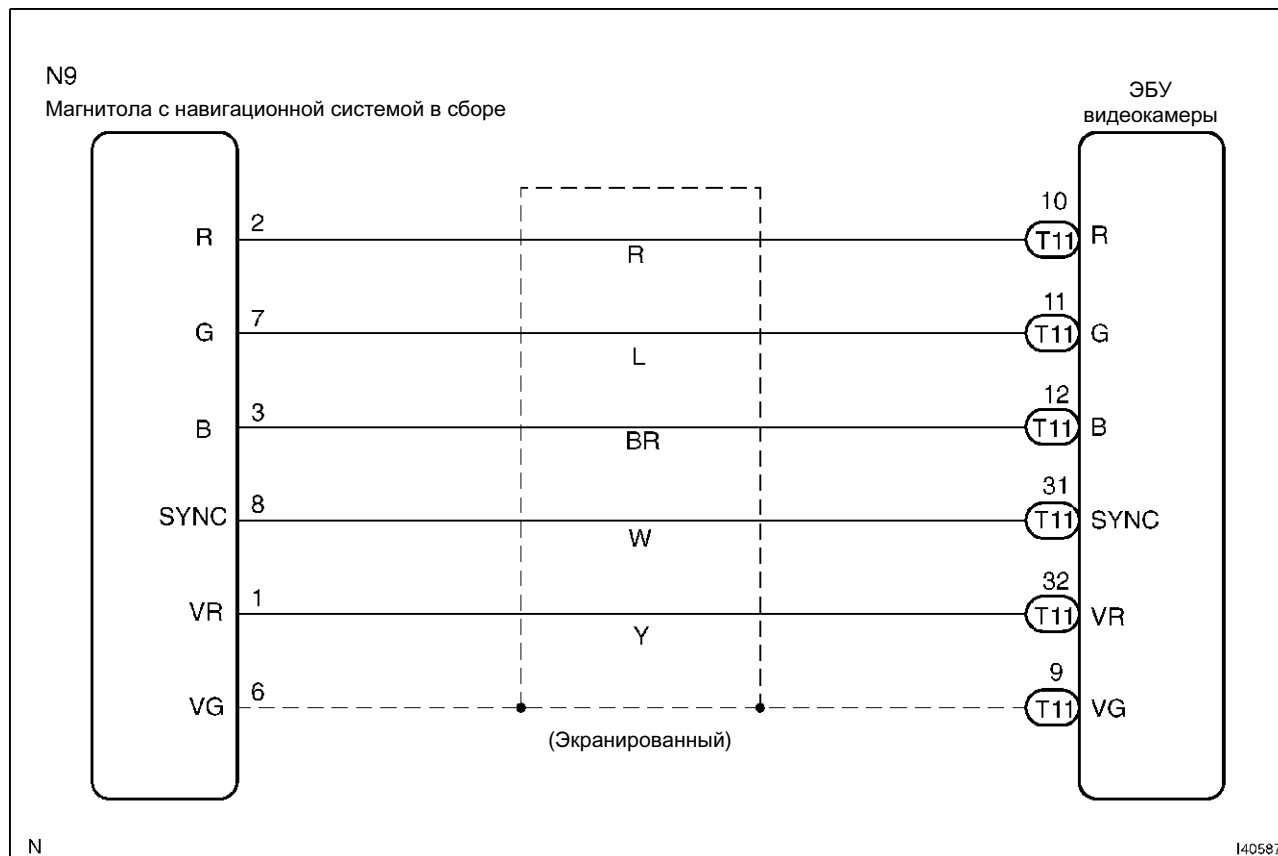 N9
Магнитола с навигационной системой в сборе
ЭБУ
видеокамеры
R 2 R 10 T11 R
G 7 L 11 T11 G
B 3 BR 12 T11 B
SYNC 8 W 31 T11 SYNC
VR 1 Y 32 T11 VR
VG 6 9 T11 VG
(Экранированный)
N
I40587